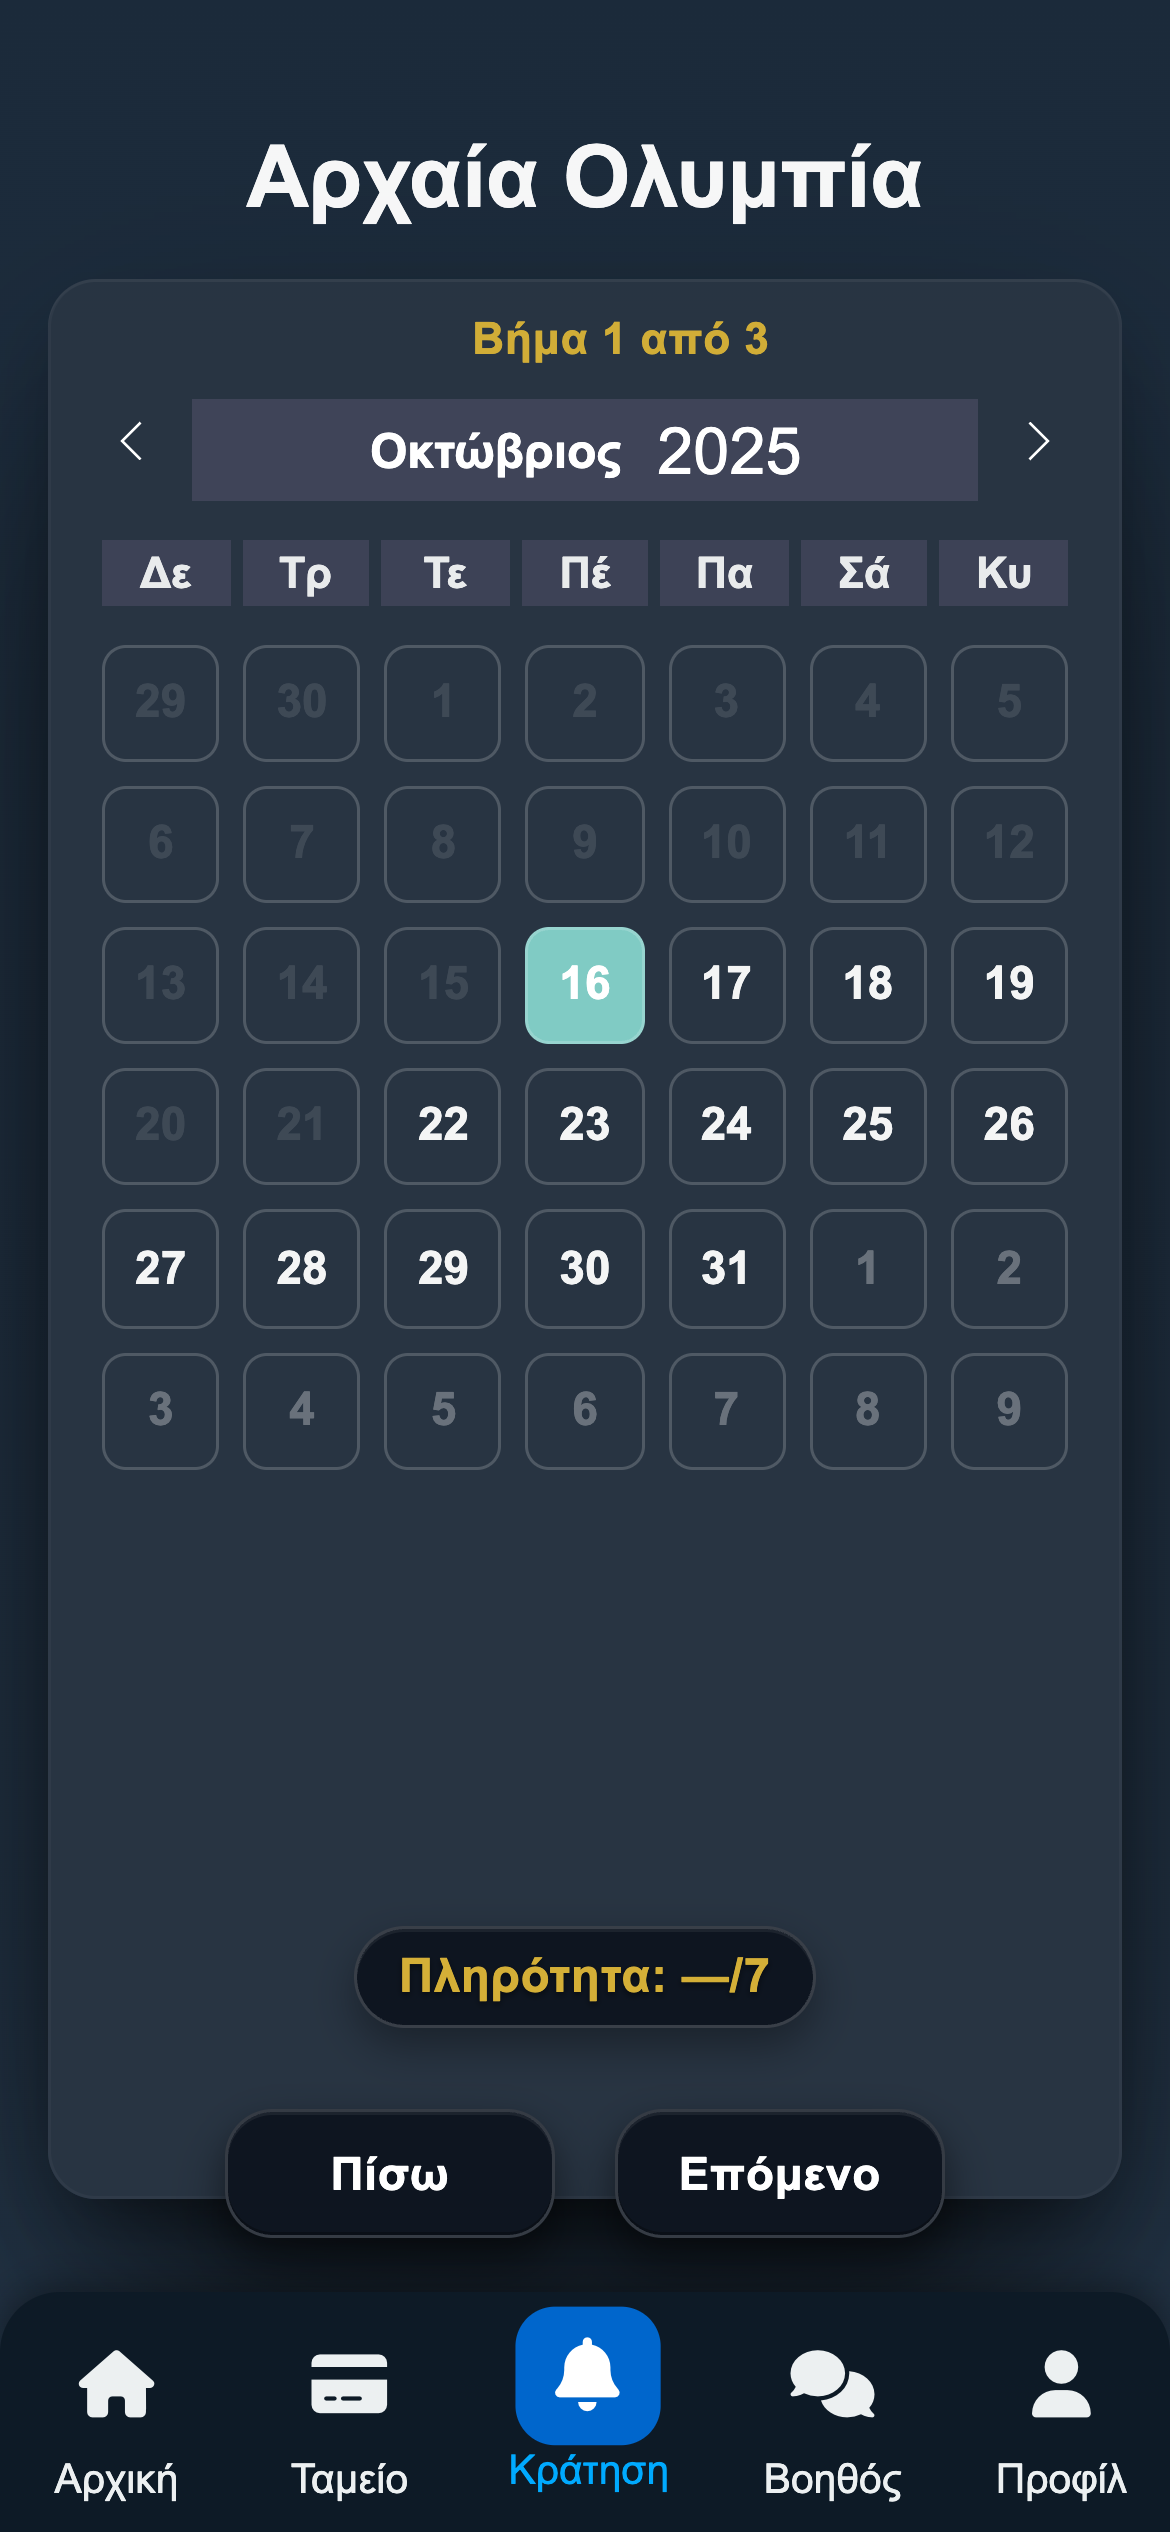 Αρχαία Ολυμπία
Βήμα 1 από 3
Οκτώβριος 2025
Δε Τρ Τε Πέ Πα Σά Κυ
29 30 1 2 3 4 5
6 7 8 9 10 11 12
13 14 15 16 17 18 19
20 21 22 23 24 25 26
27 28 29 30 31 1 2
3 4 5 6 7 8 9
Πληρότητα: —/7
Πίσω Επόμενο
Αρχική Ταμείο Κράτηση Βοηθός Προφίλ